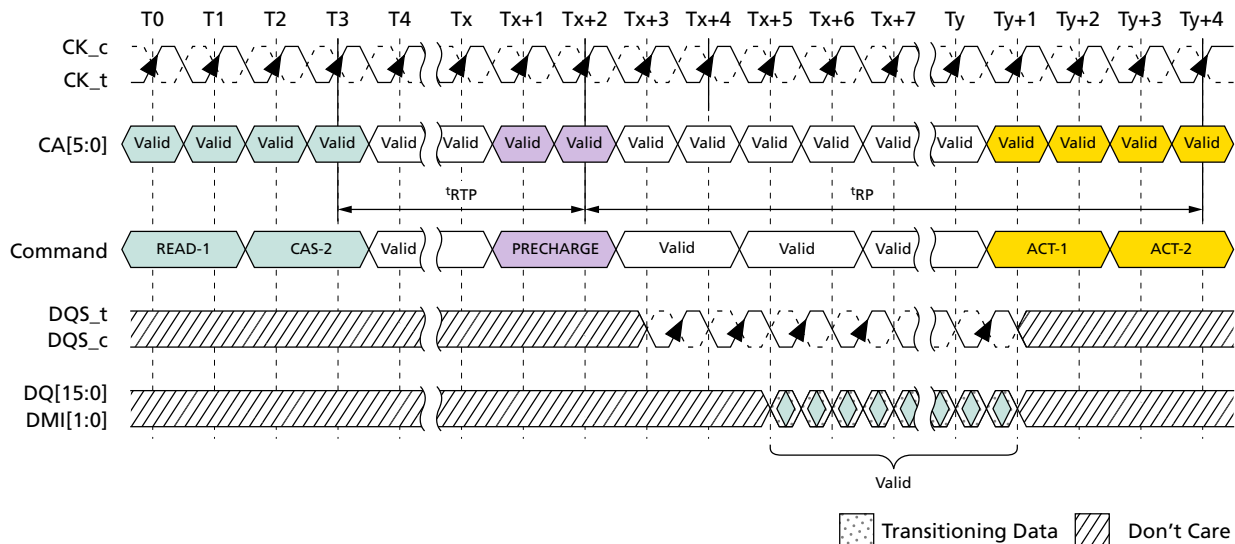 T0 T1 T2 T3 T4 Tx Tx+1 Tx+2 Tx+3 Tx+4 Tx+5 Tx+6 Tx+7 Ty Ty+1 Ty+2 Ty+3 Ty+4
CK_c
CK_t
CA[5:0] Valid Valid Valid Valid Valid Valid Valid Valid Valid Valid Valid Valid Valid Valid Valid Valid Valid Valid
tRTP tRP
Command READ-1 CAS-2 Valid PRECHARGE Valid Valid Valid ACT-1 ACT-2
DQS_t
DQS_c
DQ[15:0]
DMI[1:0]
Valid
Transitioning Data Don't Care